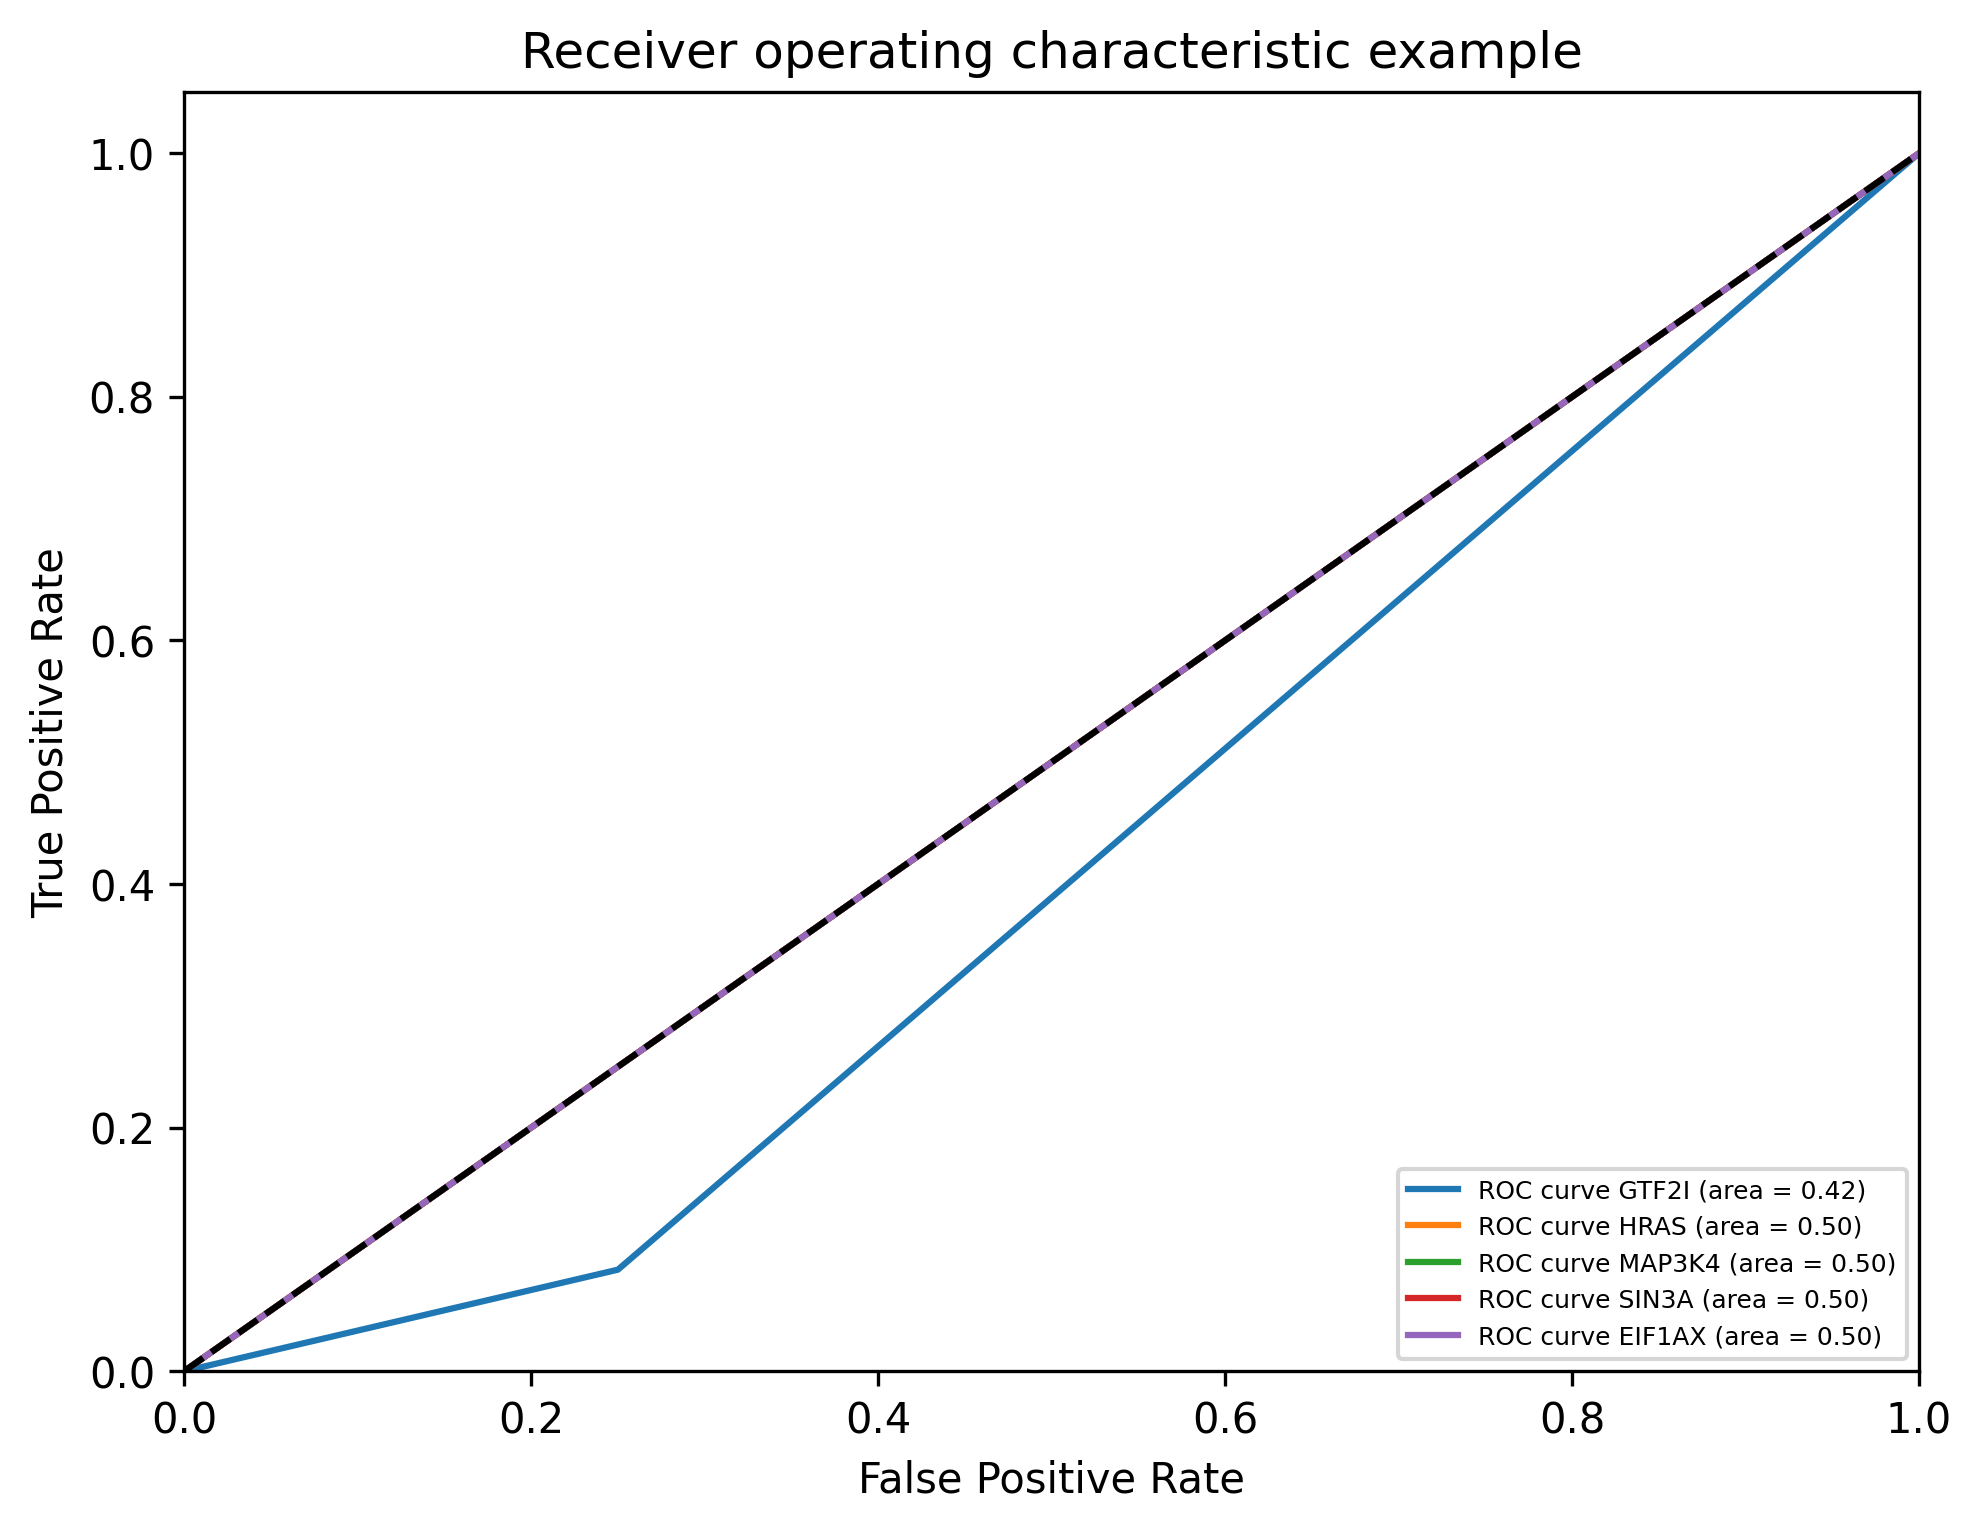 Receiver operating characteristic example
True Positive Rate
1.0
0.8
0.6
0.4
0.2
0.0
ROC curve GTF2I (area = 0.42)
ROC curve HRAS (area = 0.50)
ROC curve MAP3K4 (area = 0.50)
ROC curve SIN3A (area = 0.50)
ROC curve EIF1AX (area = 0.50)
0.0 0.2 0.4 0.6 0.8 1.0
False Positive Rate